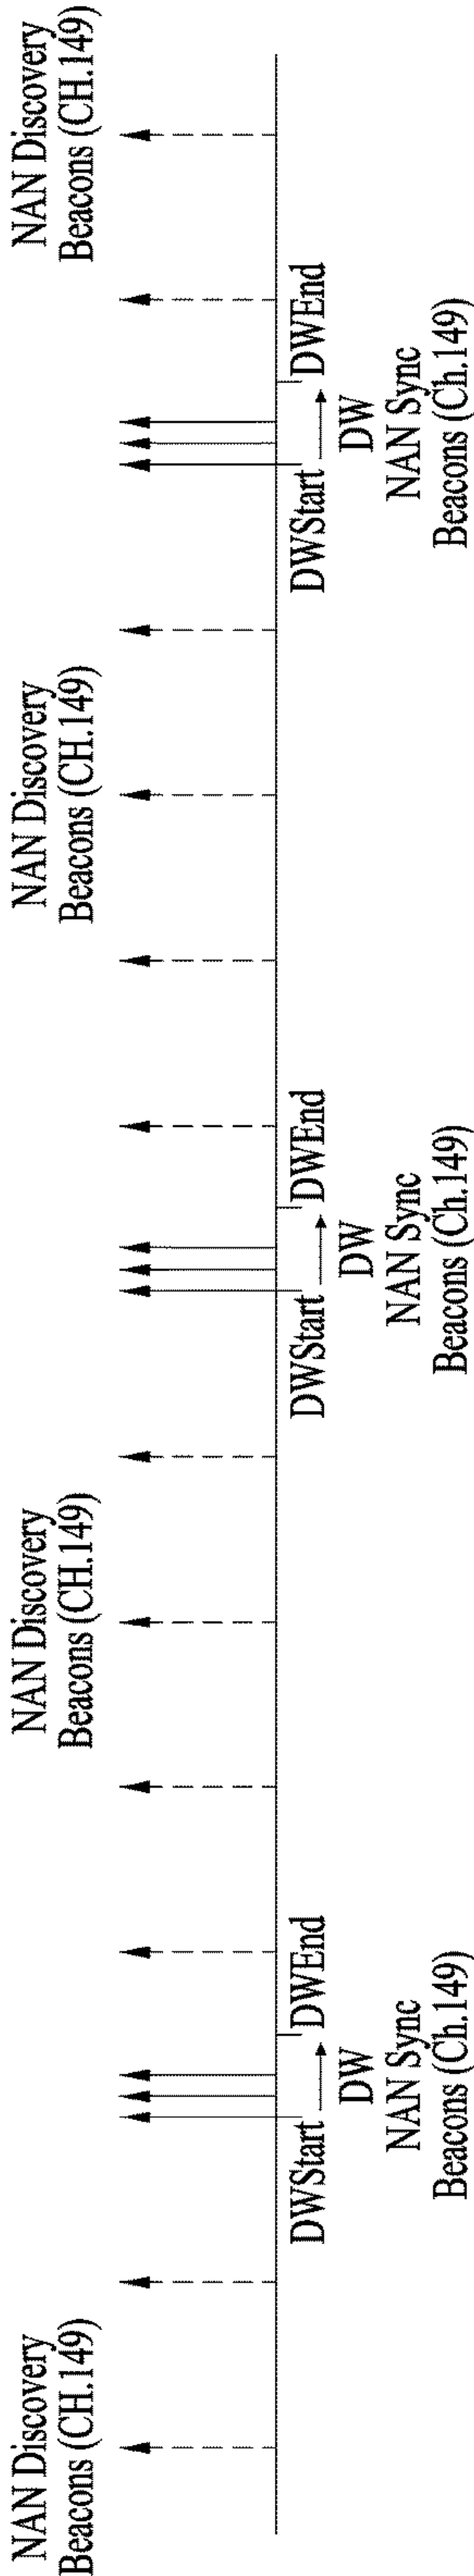 NAN Discovery
Beacons (CH.149)
NAN Discovery
Beacons (CH.149)
NAN Discovery
Beacons (CH.149)
NAN Discovery
Beacons (CH.149)
DWStart
DWEnd
DW
NAN Sync
Beacons (Ch.149)
DWStart
DWEnd
DW
NAN Sync
Beacons (Ch.149)
DWStart
DWEnd
DW
NAN Sync
Beacons (Ch.149)